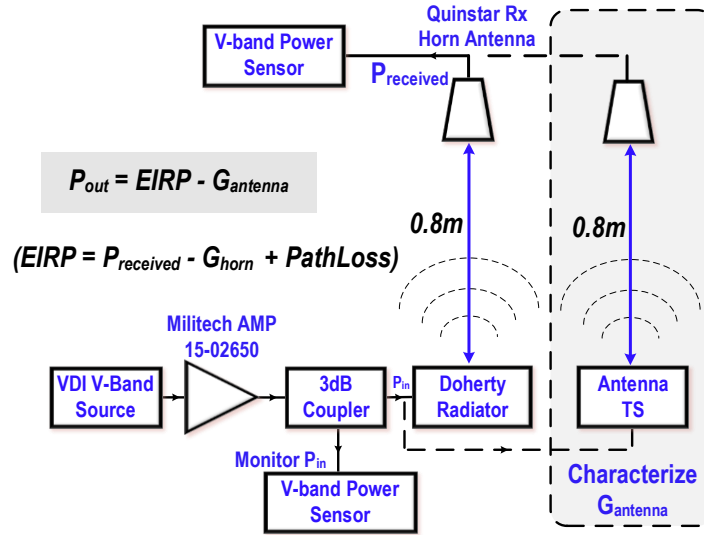 Quinstar Rx
Horn Antenna
V-band Power
Sensor
Preceived
Pout = EIRP - Gantenna
0.8m
0.8m
(EIRP = Preceived - Ghorn + PathLoss)
Militech AMP
15-02650
VDI V-Band
Source
3dB
Coupler
Pin
Doherty
Radiator
Antenna
TS
Monitor Pin
V-band Power
Sensor
Characterize
Gantenna